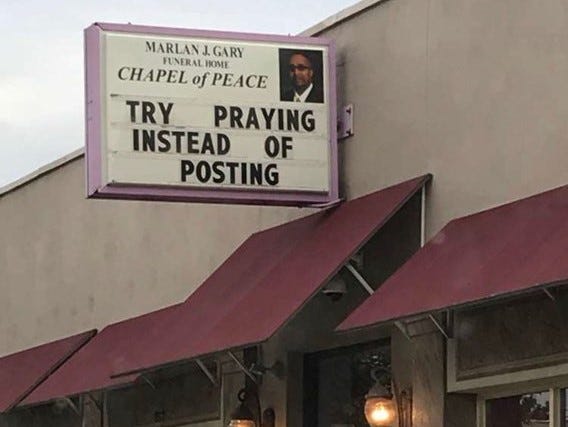 MARLAN J. GARY
FUNERAL HOME
CHAPEL of PEACE
TRY PRAYING
INSTEAD OF
POSTING